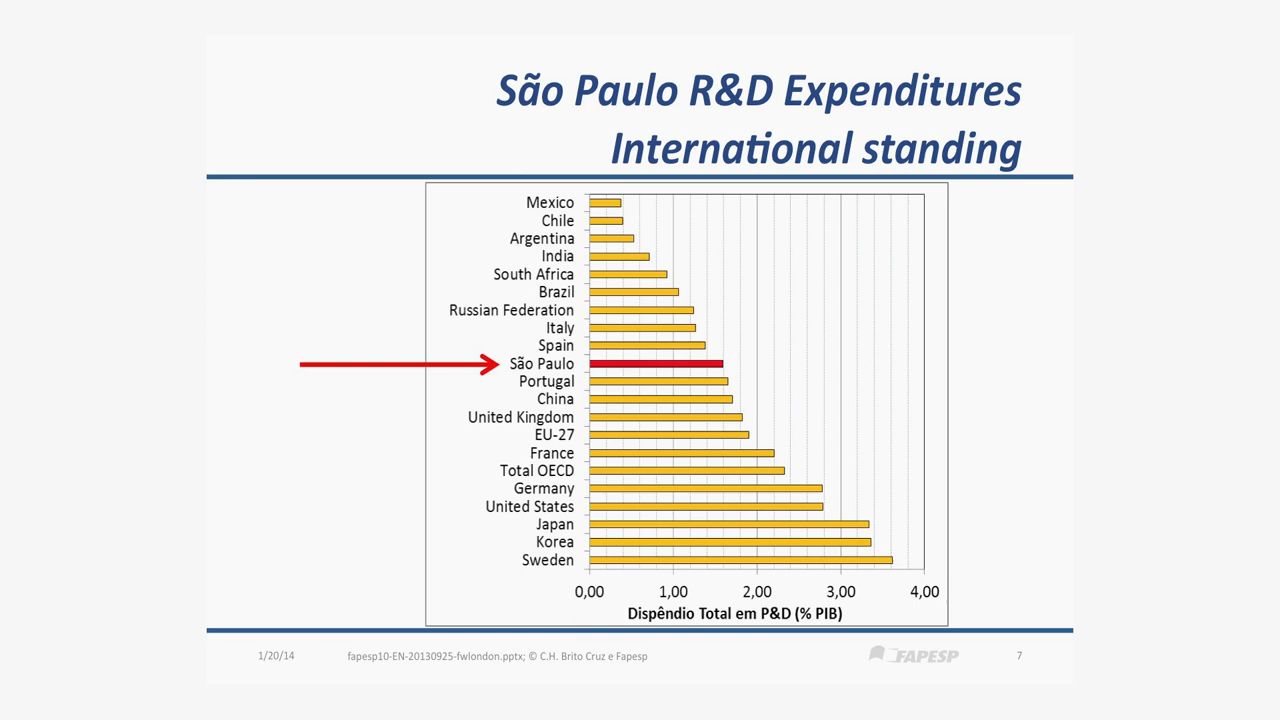 São Paulo R&D Expenditures
International standing
Mexico
Chile
Argentina
India
South Africa
Brazil
Russian Federation
Italy
Spain
São Paulo
Portugal
China
United Kingdom
EU-27
France
Total OECD
Germany
United States
Japan
Korea
Sweden
0,00 1,00 2,00 3,00 4,00
Dispêndio Total em P&D (% PIB)
1/20/14 fapesp10-EN-20130925-fwlondon.pptx; © C.H. Brito Cruz e Fapesp FAPESP 7